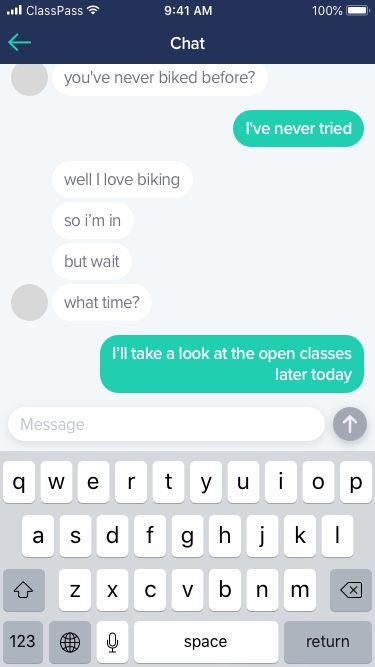 ClassPass 9:41 AM 100%
Chat
you've never biked before?
I've never tried
well I love biking
so i'm in
but wait
what time?
I'll take a look at the open classes
later today
Message
q w e r t y u i o p
a s d f g h j k l
z x c v b n m
123 space return